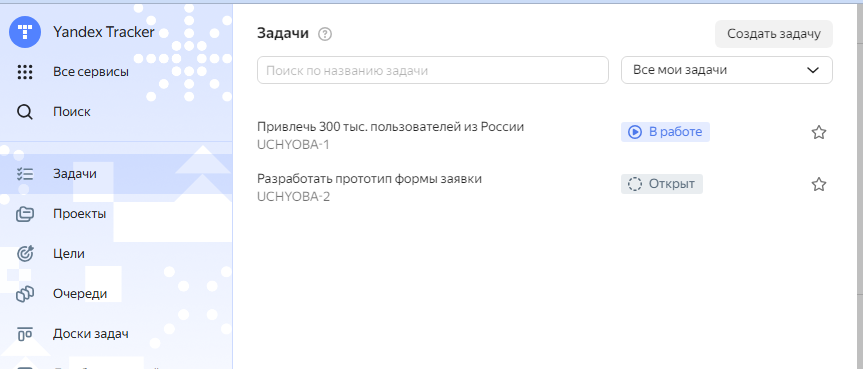 Yandex Tracker
Все сервисы
Поиск
Задачи
Проекты
Цели
Очереди
Доски задач
Задачи ?
Создать задачу
Поиск по названию задачи
Все мои задачи
Привлечь 300 тыс. пользователей из России
В работе
UCHYOBA-1
Разработать прототип формы заявки
Открыт
UCHYOBA-2